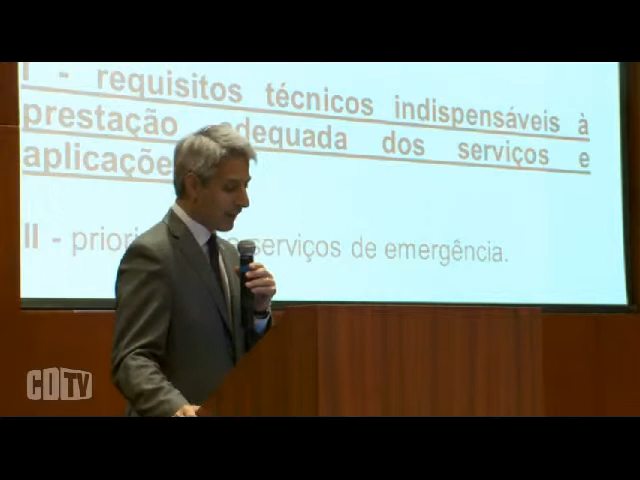 I - requisitos técnicos indispensáveis à
prestação adequada dos serviços e
aplicaçõe
II - priori serviços de emergência.
CDTV